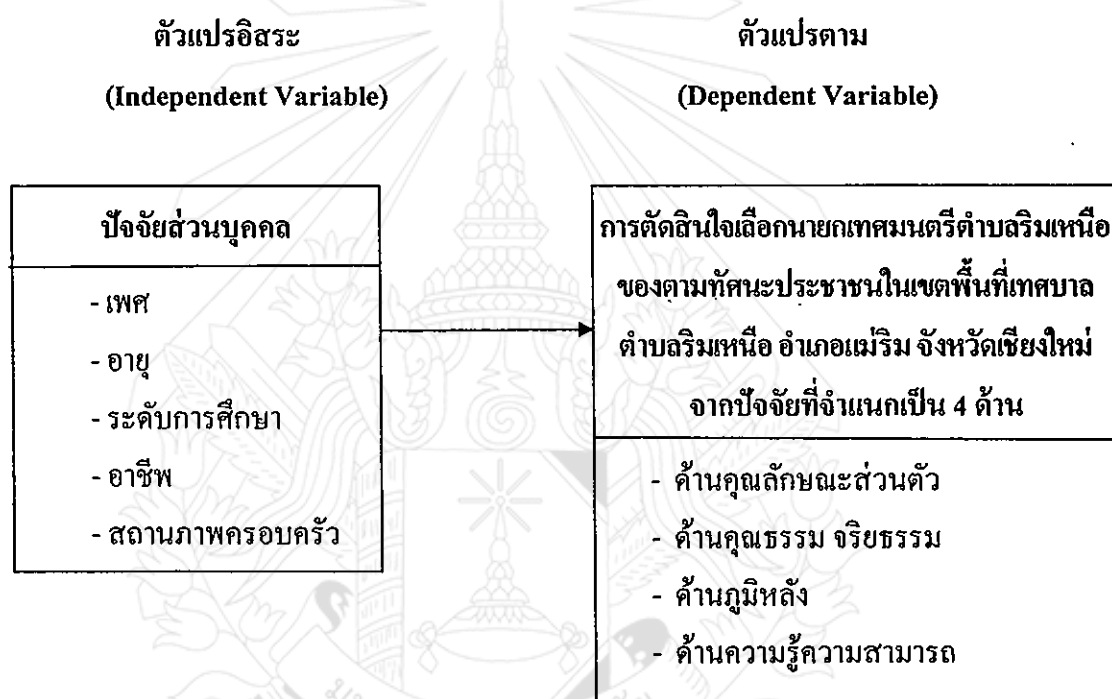 ตัวแปรอิสระ
(Independent Variable)
ปัจจัยส่วนบุคคล
- เพศ
- อายุ
- ระดับการศึกษา
- อาชีพ
- สถานภาพครอบครัว
ตัวแปรตาม
(Dependent Variable)
การตัดสินใจเลือกนายกเทศมนตรีตำบลริมเหนือ
ของตามทัศนะประชาชนในเขตพื้นที่เทศบาล
ตำบลริมเหนือ อำเภอแม่ริม จังหวัดเชียงใหม่
จากปัจจัยที่จำแนกเป็น 4 ด้าน
- ด้านคุณลักษณะส่วนตัว
- ด้านคุณธรรม จริยธรรม
- ด้านภูมิหลัง
- ด้านความรู้ความสามารถ